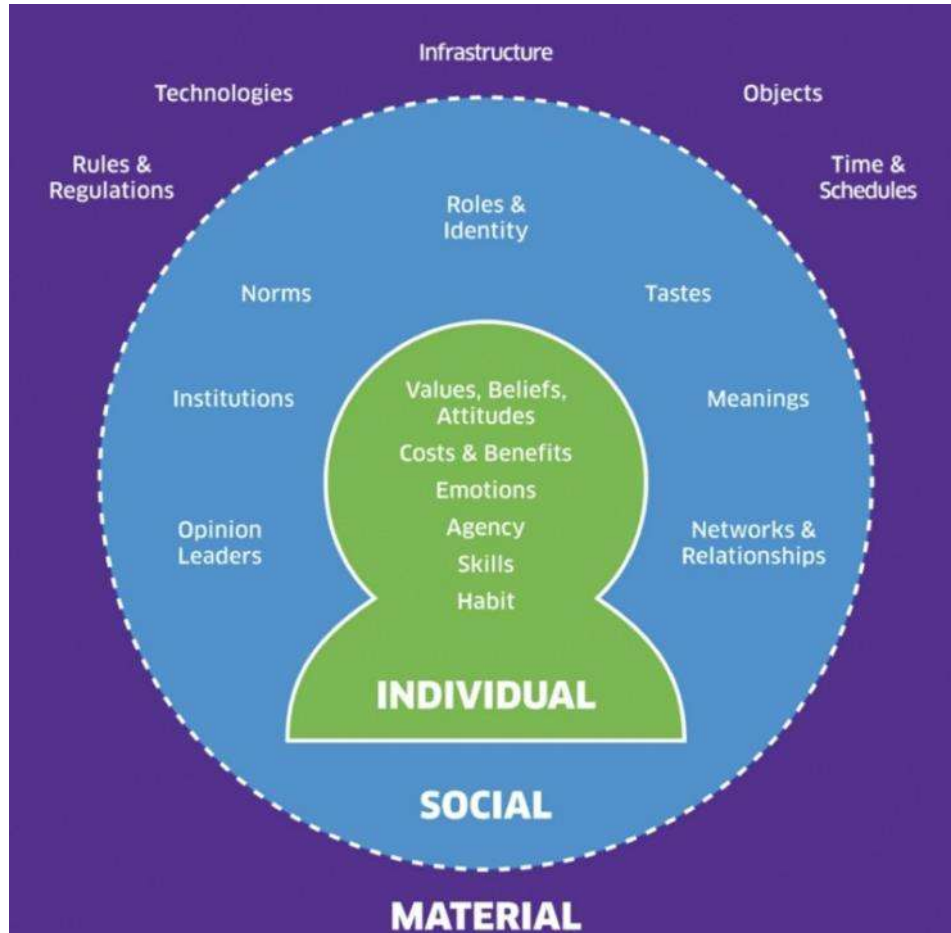 Infrastructure
Technologies
Objects
Rules &
Regulations
Time &
Schedules
Roles &
Identity
Norms
Tastes
Institutions
Meanings
Opinion
Leaders
Networks &
Relationships
Values, Beliefs,
Attitudes
Costs & Benefits
Emotions
Agency
Skills
Habit
INDIVIDUAL
SOCIAL
MATERIAL